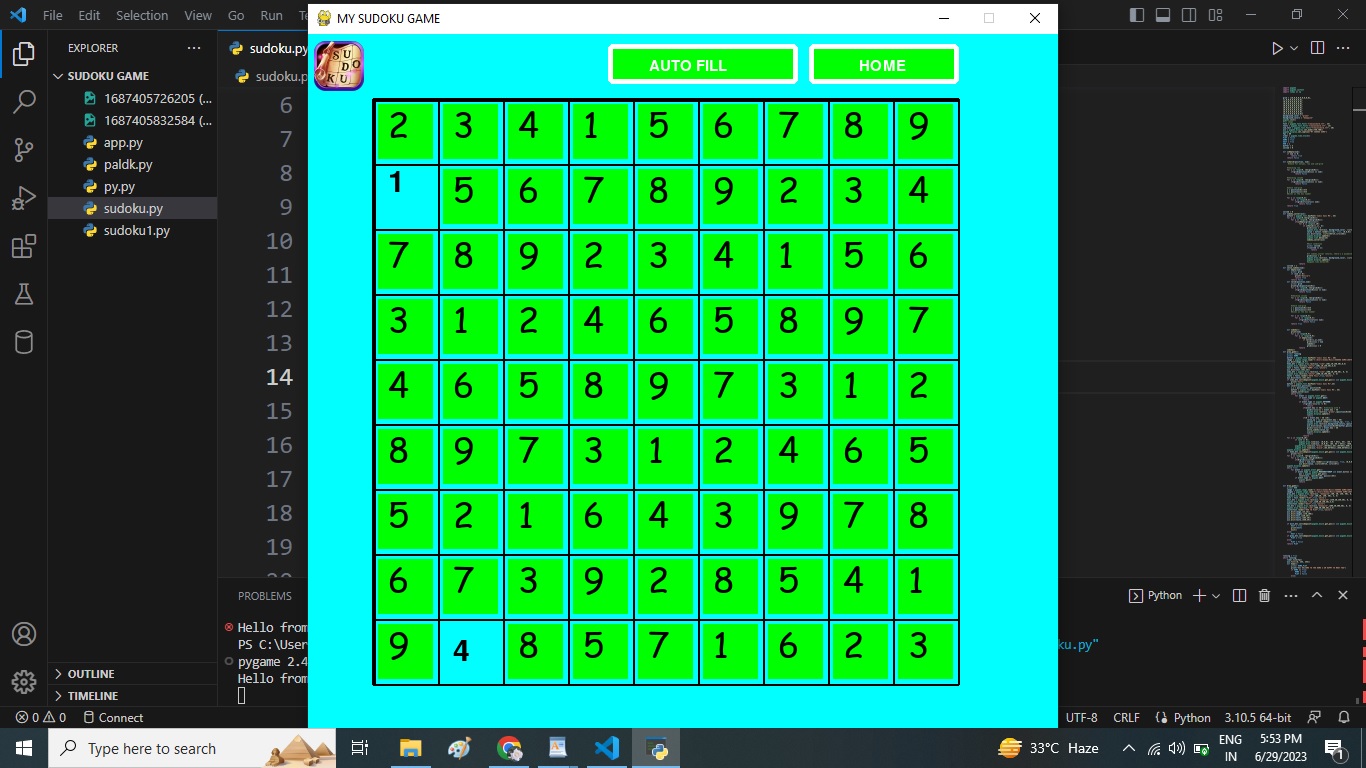 File Edit Selection View Go Run Te
MY SUDOKU GAME
EXPLORER
SUDOKU GAME
1687405726205 (...
1687405832584 (...
app.py
paldk.py
py.py
sudoku.py
sudoku1.py
OUTLINE
TIMELINE
sudoku.py
sudoku.p
6
7
8
9
10
11
12
13
14
15
16
17
18
19
SUDOKU
AUTO FILL HOME
2 3 4 1 5 6 7 8 9
1 5 6 7 8 9 2 3 4
7 8 9 2 3 4 1 5 6
3 1 2 4 6 5 8 9 7
4 6 5 8 9 7 3 1 2
8 9 7 3 1 2 4 6 5
5 2 1 6 4 3 9 7 8
6 7 3 9 2 8 5 4 1
9 4 8 5 7 1 6 2 3
PROBLEMS
Python
Hello from
PS C:\User
ku.py"
pygame 2.4
Hello from
0 0 Connect
UTF-8 CRLF Python 3.10.5 64-bit
Type here to search
33°C Haze
ENG
IN
5:53 PM
6/29/2023
1